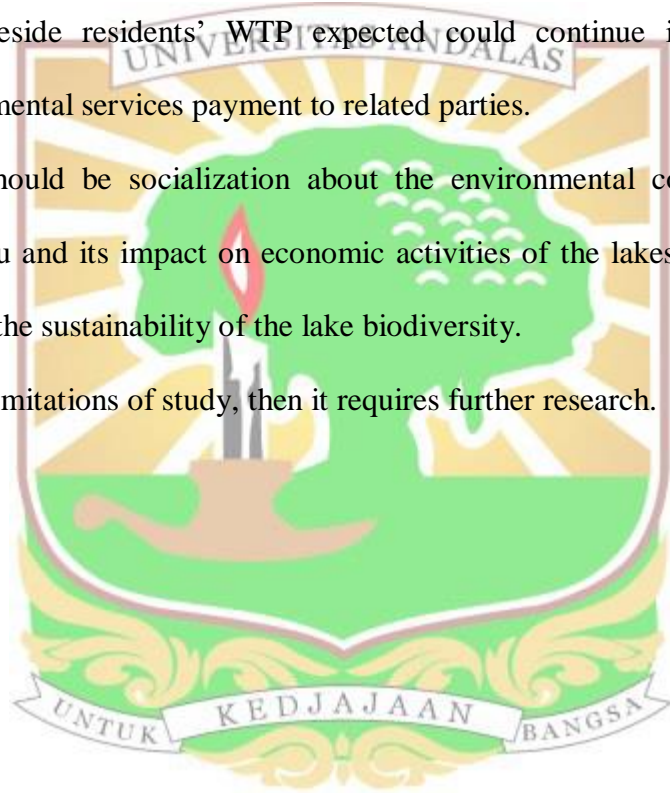 eside residents' WTP expected could continue i
UNIVERSITAS ANDALAS
mental services payment to related parties.
hould be socialization about the environmental co
u and its impact on economic activities of the lakes
the sustainability of the lake biodiversity.
mitations of study, then it requires further research.
UNTUK KEDJAJAAN BANGSA